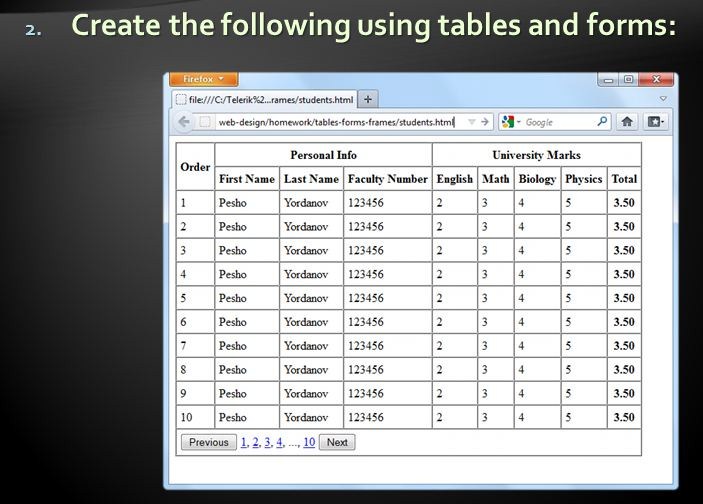 2. Create the following using tables and forms:
Firefox
file:///C:/Telerik%2...rames/students.html +
web-design/homework/tables-forms-frames/students.html Google
Personal Info University Marks
Order
First Name Last Name Faculty Number English Math Biology Physics Total
1 Pesho Yordanov 123456 2 3 4 5 3.50
2 Pesho Yordanov 123456 2 3 4 5 3.50
3 Pesho Yordanov 123456 2 3 4 5 3.50
4 Pesho Yordanov 123456 2 3 4 5 3.50
5 Pesho Yordanov 123456 2 3 4 5 3.50
6 Pesho Yordanov 123456 2 3 4 5 3.50
7 Pesho Yordanov 123456 2 3 4 5 3.50
8 Pesho Yordanov 123456 2 3 4 5 3.50
9 Pesho Yordanov 123456 2 3 4 5 3.50
10 Pesho Yordanov 123456 2 3 4 5 3.50
Previous 1, 2, 3, 4, ..., 10 Next